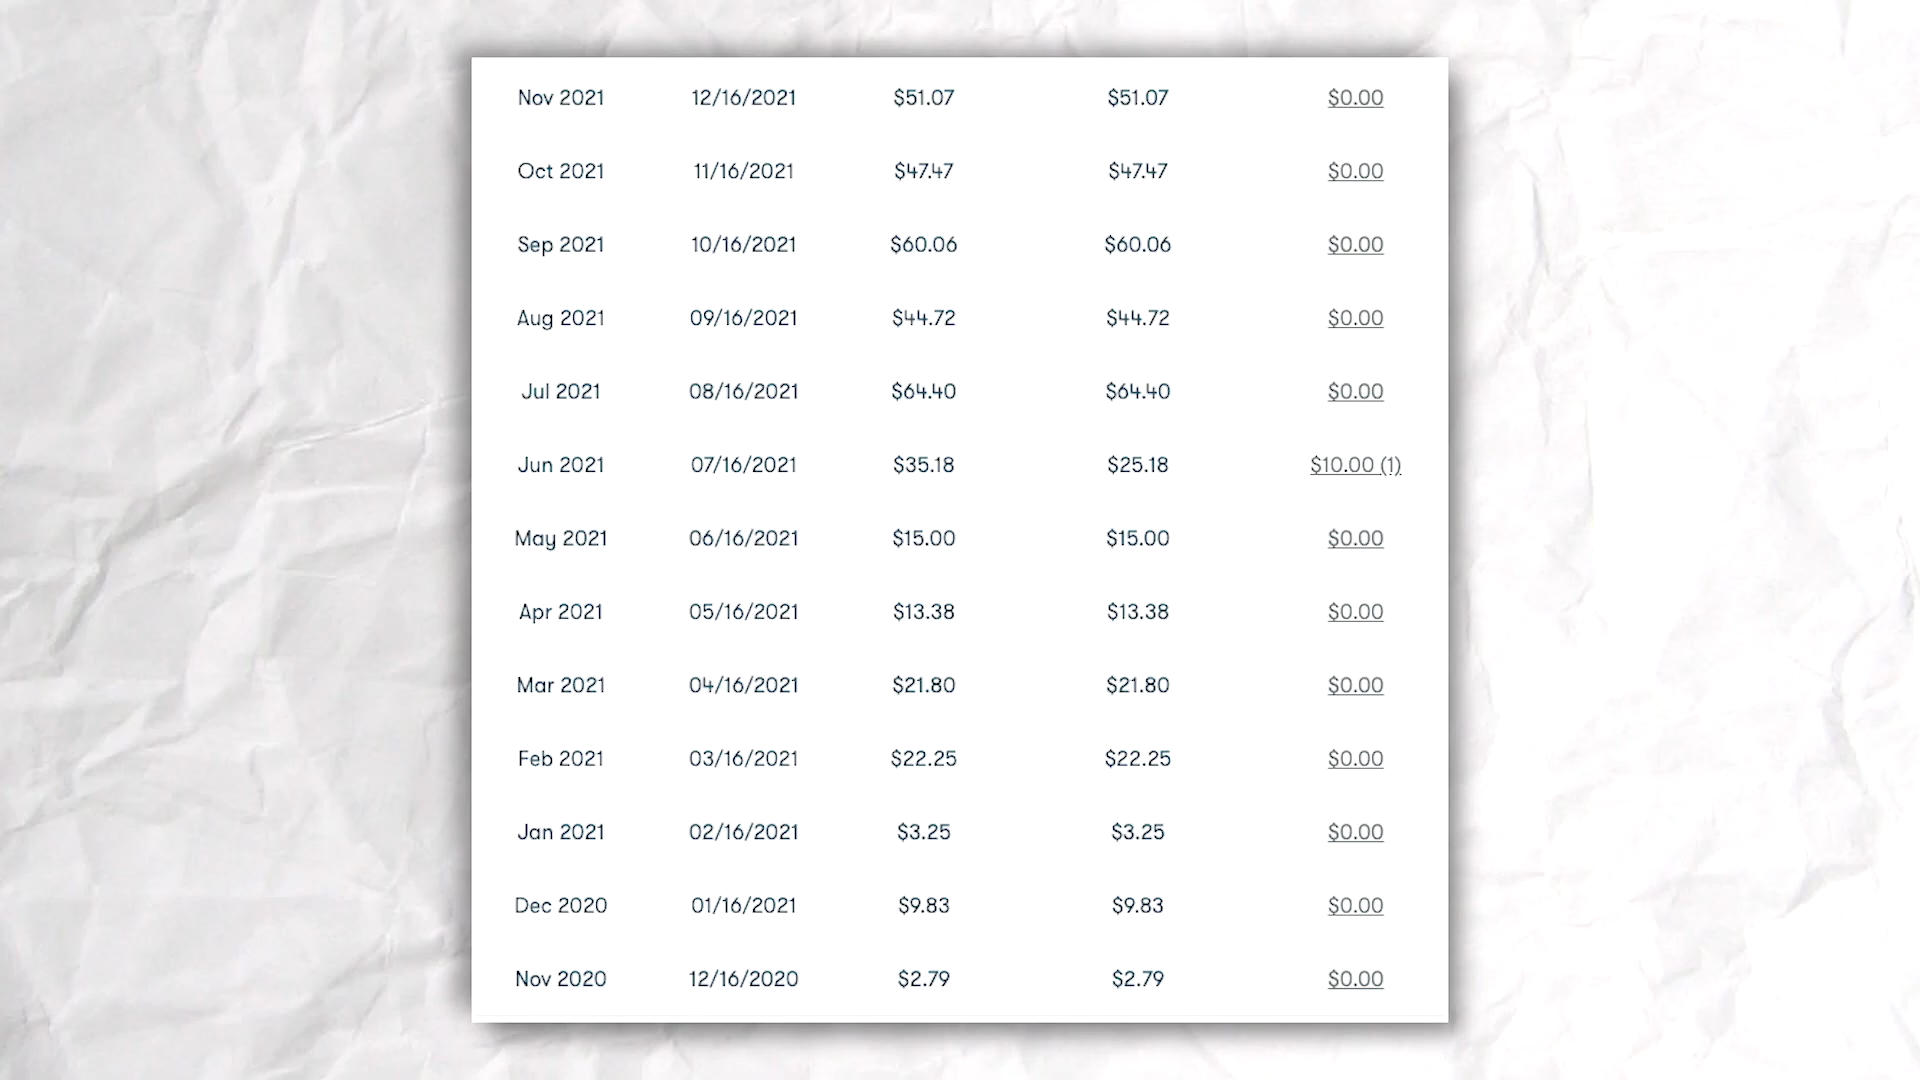 Nov 2021 12/16/2021 $51.07 $51.07 $0.00
Oct 2021 11/16/2021 $47.47 $47.47 $0.00
Sep 2021 10/16/2021 $60.06 $60.06 $0.00
Aug 2021 09/16/2021 $44.72 $44.72 $0.00
Jul 2021 08/16/2021 $64.40 $64.40 $0.00
Jun 2021 07/16/2021 $35.18 $25.18 $10.00 (1)
May 2021 06/16/2021 $15.00 $15.00 $0.00
Apr 2021 05/16/2021 $13.38 $13.38 $0.00
Mar 2021 04/16/2021 $21.80 $21.80 $0.00
Feb 2021 03/16/2021 $22.25 $22.25 $0.00
Jan 2021 02/16/2021 $3.25 $3.25 $0.00
Dec 2020 01/16/2021 $9.83 $9.83 $0.00
Nov 2020 12/16/2020 $2.79 $2.79 $0.00